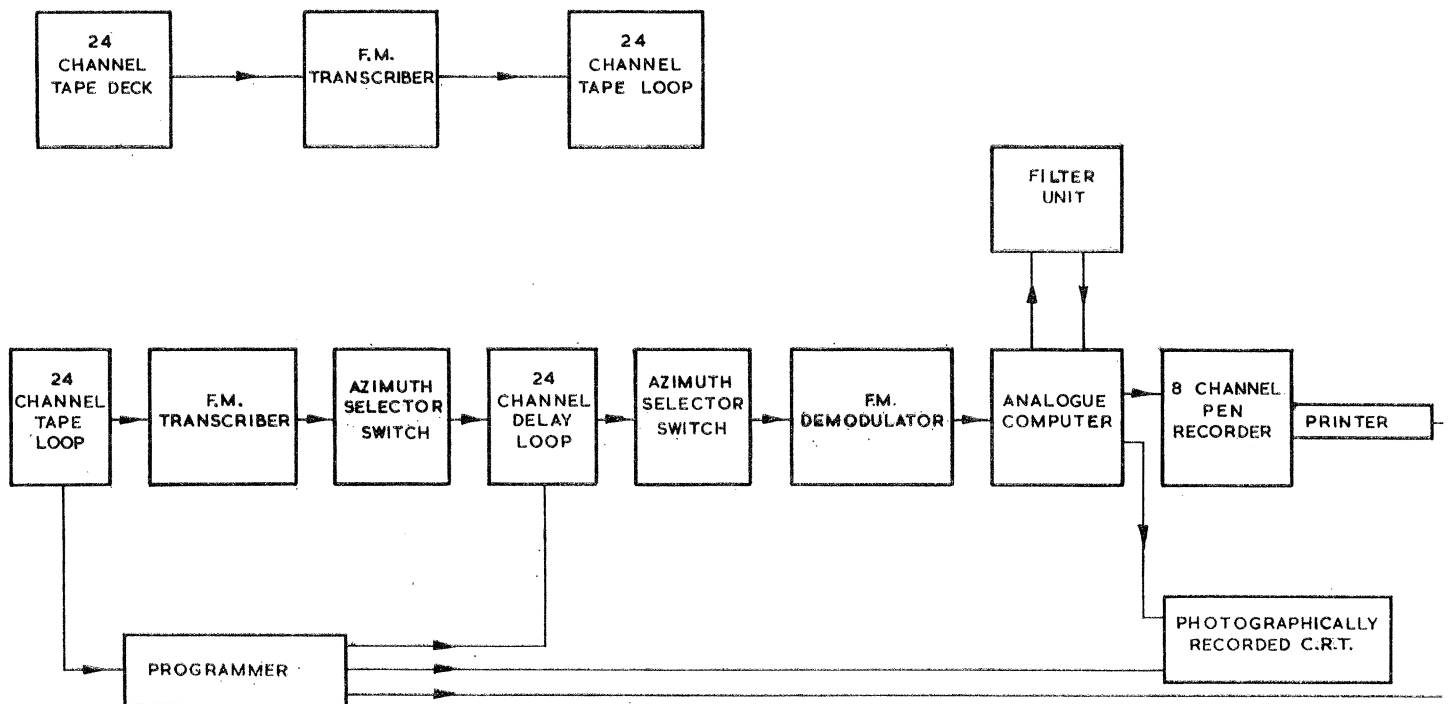 24
CHANNEL
TAPE DECK
F.M.
TRANSCRIBER
24
CHANNEL
TAPE LOOP
FILTER
UNIT
24
CHANNEL
TAPE
LOOP
F.M.
TRANSCRIBER
AZIMUTH
SELECTOR
SWITCH
24
CHANNEL
DELAY
LOOP
AZIMUTH
SELECTOR
SWITCH
F.M.
DEMODULATOR
ANALOGUE
COMPUTER
8 CHANNEL
PEN
RECORDER
PRINTER
PROGRAMMER
PHOTOGRAPHICALLY
RECORDED C.R.T.